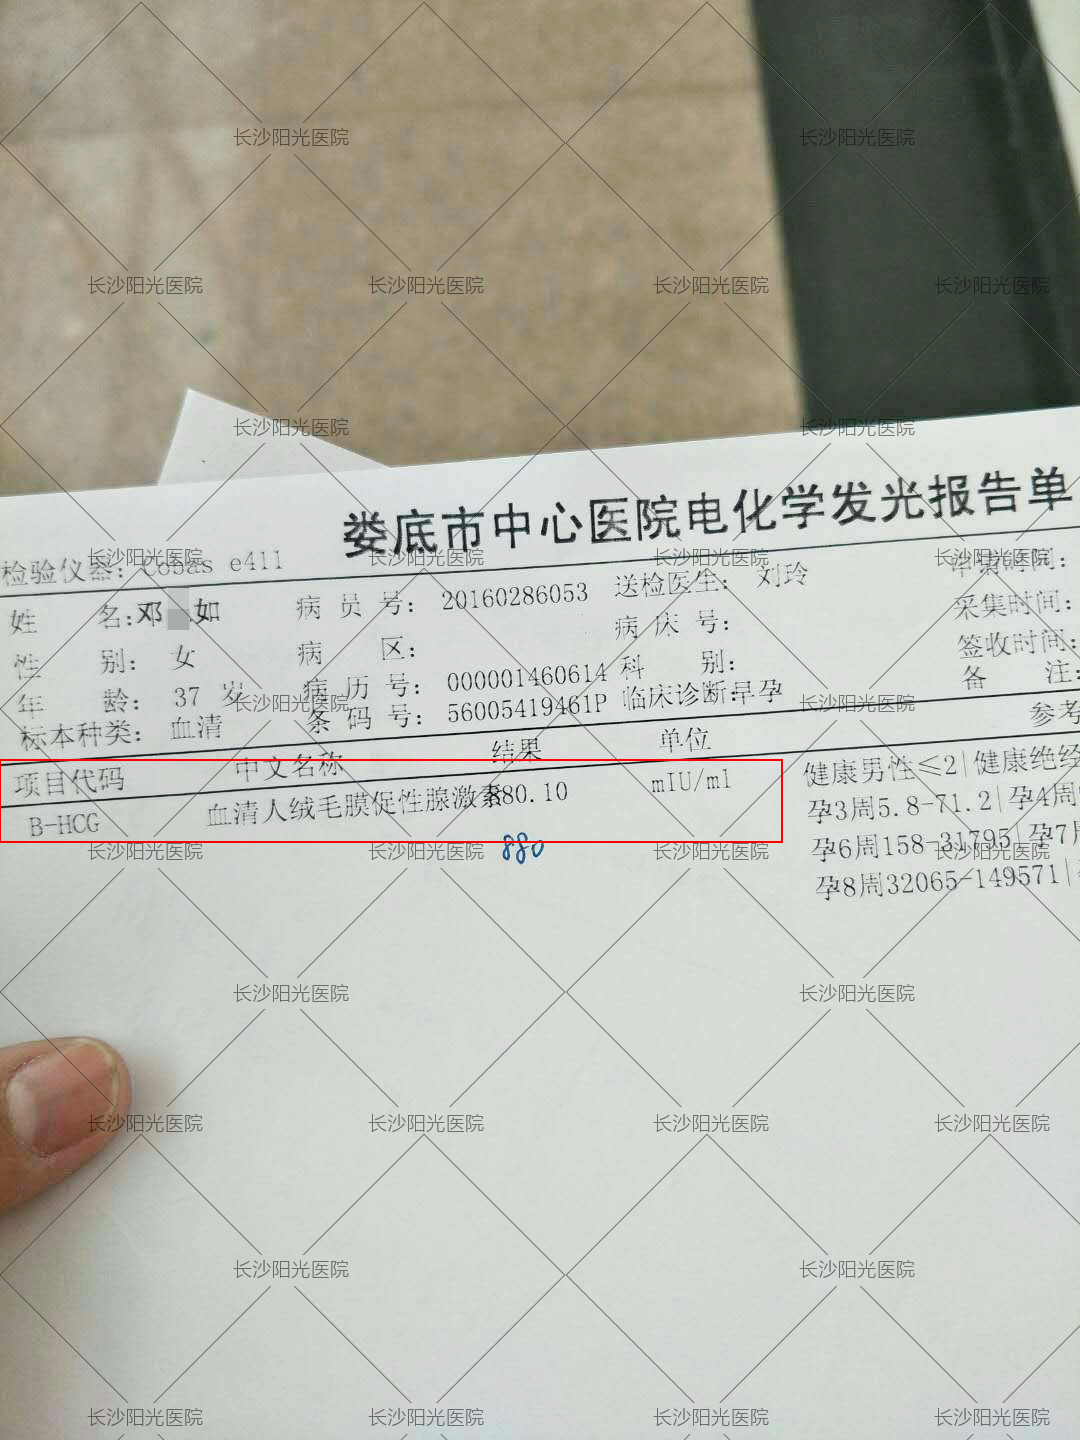 娄底市中心医院电化学发光报告单
检验仪器: Cobas e411
姓 名: 邓 如 病 员 号: 20160286053 送检医生: 刘玲 申请时间:
性 别: 女 病 区: 病 床 号: 采集时间:
年 龄: 37 岁 病 历 号: 000001460614 科 别: 签收时间:
标本种类: 血清 条 码 号: 56005419461P 临床诊断:早孕 备 注:
项目代码 中文名称 结果 单位 参考
B-HCG 血清人绒毛膜促性腺激素 880.10 mIU/ml 健康男性≤2|健康绝经
孕3周5.8-71.2|孕4周
孕6周158-31795|孕7周
孕8周32065-149571|
880
长沙阳光医院